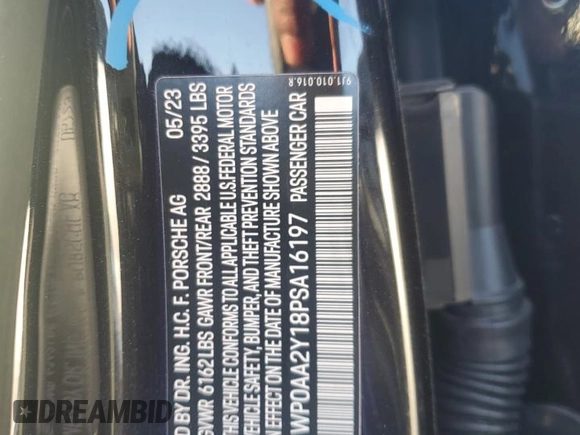 9J1.010.016.R
D BY DR. ING. H.C. F. PORSCHE AG 05/23
GVWR 6162 LBS GAWR FRONT/REAR 2888 / 3395 LBS
THIS VEHICLE CONFORMS TO ALL APPLICABLE U.S. FEDERAL MOTOR
VEHICLE SAFETY, BUMPER, AND THEFT PREVENTION STANDARDS
IN EFFECT ON THE DATE OF MANUFACTURE SHOWN ABOVE
WP0AA2Y18PSA16197 PASSENGER CAR
DREAMBID